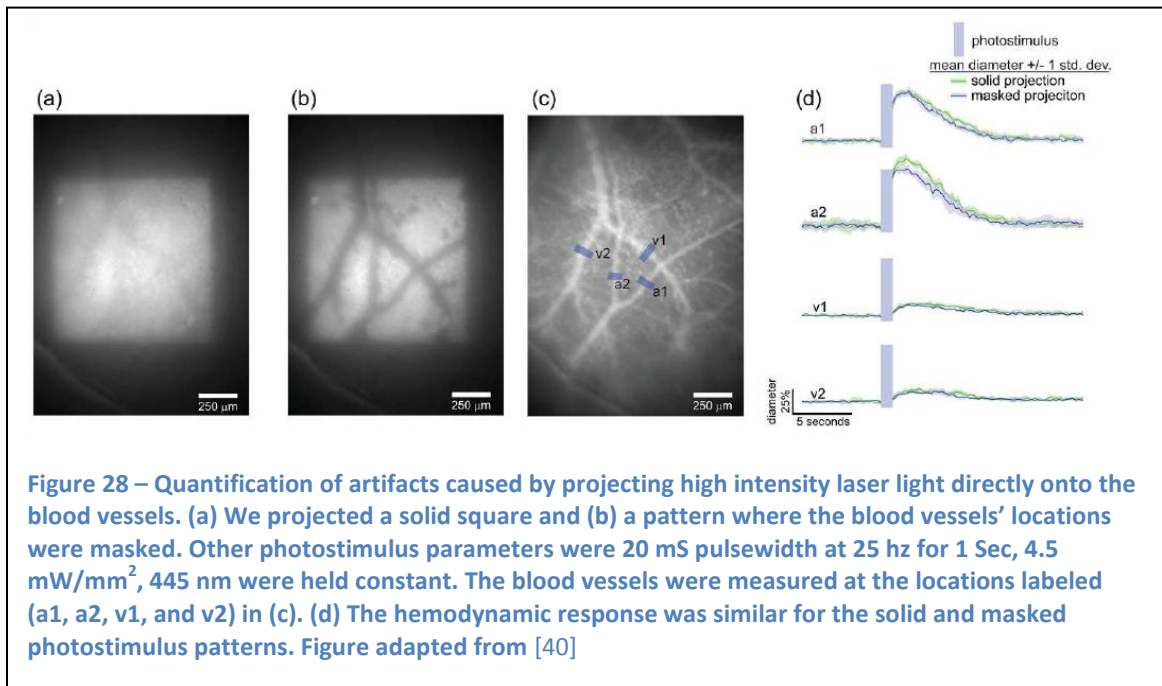 photostimulus
mean diameter +/- 1 std. dev.
solid projection
masked projeciton
(a)
(b)
(c)
(d)
a1
a2
v1
v2
v2
v1
a2
a1
250 μm
250 μm
250 μm
diameter
25%
5 seconds
Figure 28 – Quantification of artifacts caused by projecting high intensity laser light directly onto the
blood vessels. (a) We projected a solid square and (b) a pattern where the blood vessels’ locations
were masked. Other photostimulus parameters were 20 mS pulsewidth at 25 hz for 1 Sec, 4.5
mW/mm², 445 nm were held constant. The blood vessels were measured at the locations labeled
(a1, a2, v1, and v2) in (c). (d) The hemodynamic response was similar for the solid and masked
photostimulus patterns. Figure adapted from [40]